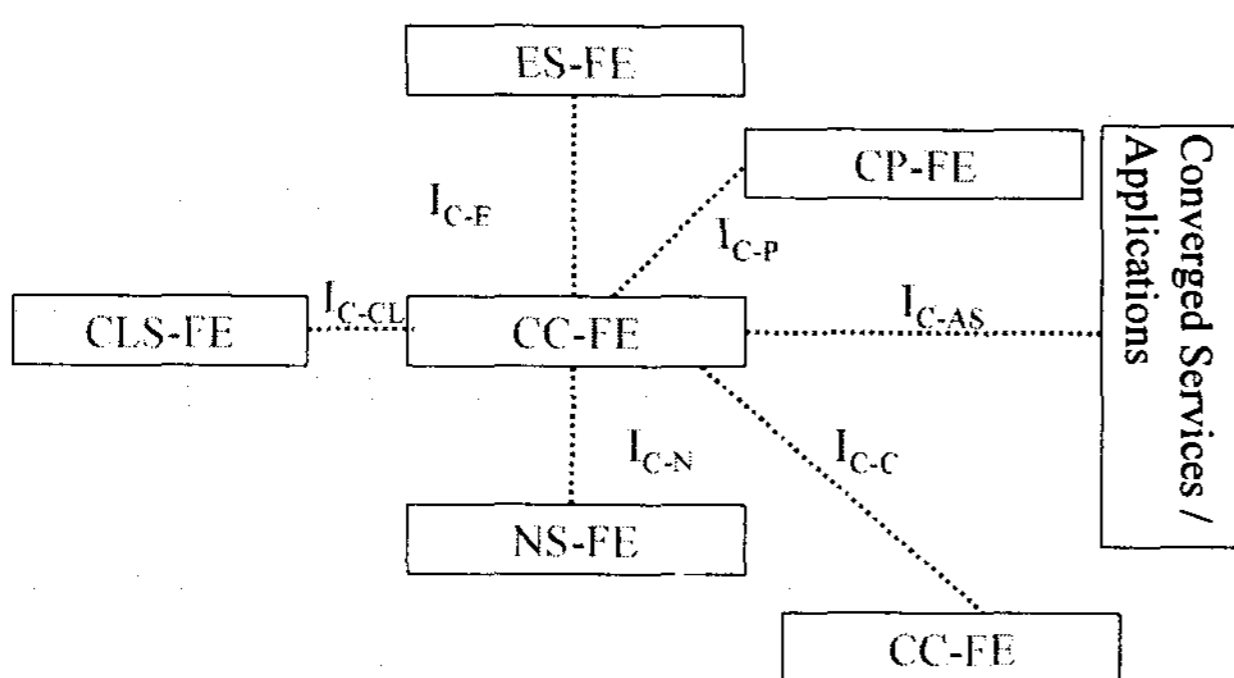 ES-FE
CP-FE
Converged Services /
Applications
I_C-E
I_C-P
I_C-CL
I_C-AS
CLS-FE
CC-FE
I_C-N
I_C-C
NS-FE
CC-FE